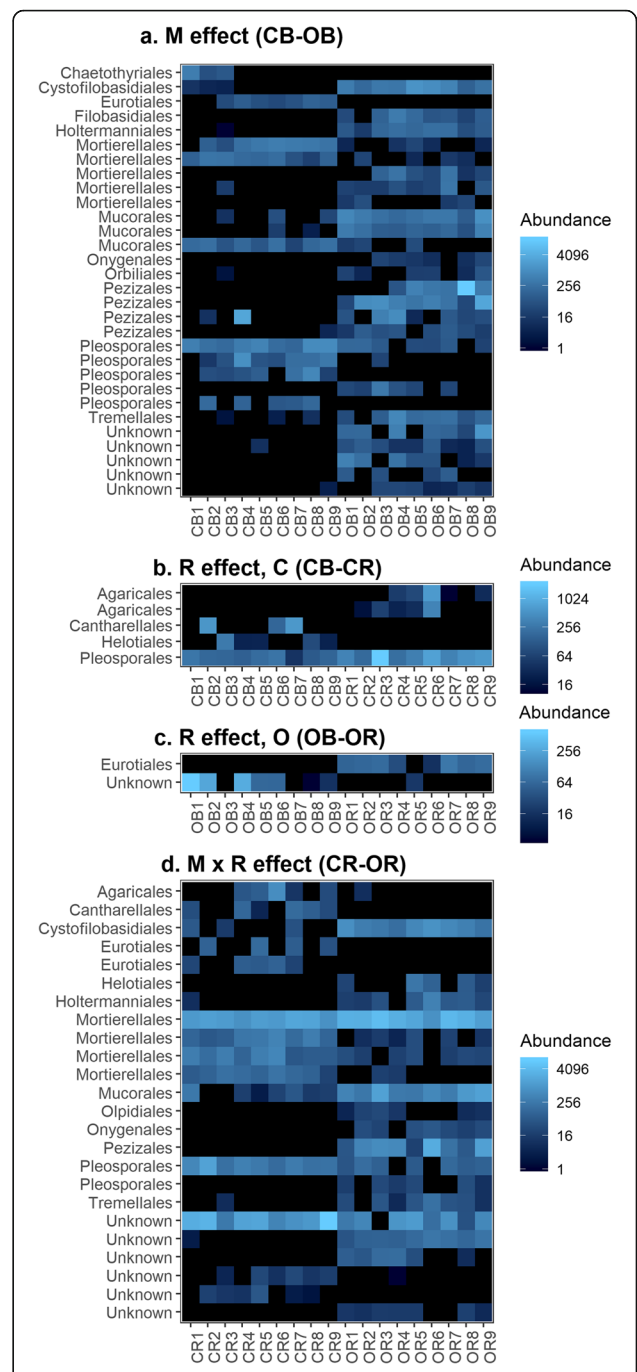 a. M effect (CB-OB)
Chaetothyriales
Cystofilobasidiales
Eurotiales
Filobasidiales
Holtermanniales
Mortierellales
Mortierellales
Mortierellales
Mortierellales
Mortierellales
Mucorales
Mucorales
Mucorales
Onygenales
Orbiliales
Pezizales
Pezizales
Pezizales
Pezizales
Pleosporales
Pleosporales
Pleosporales
Pleosporales
Pleosporales
Tremellales
Unknown
Unknown
Unknown
Unknown
Unknown
CB1 CB2 CB3 CB4 CB5 CB6 CB7 CB8 CB9 OB1 OB2 OB3 OB4 OB5 OB6 OB7 OB8 OB9
Abundance
4096
256
16
1
b. R effect, C (CB-CR)
Agaricales
Agaricales
Cantharellales
Helotiales
Pleosporales
CB1 CB2 CB3 CB4 CB5 CB6 CB7 CB8 CB9 CR1 CR2 CR3 CR4 CR5 CR6 CR7 CR8 CR9
Abundance
1024
256
64
16
c. R effect, O (OB-OR)
Eurotiales
Unknown
OB1 OB2 OB3 OB4 OB5 OB6 OB7 OB8 OB9 OR1 OR2 OR3 OR4 OR5 OR6 OR7 OR8 OR9
Abundance
256
64
16
d. M x R effect (CR-OR)
Agaricales
Cantharellales
Cystofilobasidiales
Eurotiales
Eurotiales
Helotiales
Holtermanniales
Mortierellales
Mortierellales
Mortierellales
Mortierellales
Mucorales
Olpidiales
Onygenales
Pezizales
Pleosporales
Pleosporales
Tremellales
Unknown
Unknown
Unknown
Unknown
Unknown
Unknown
CR1 CR2 CR3 CR4 CR5 CR6 CR7 CR8 CR9 OR1 OR2 OR3 OR4 OR5 OR6 OR7 OR8 OR9
Abundance
4096
256
16
1